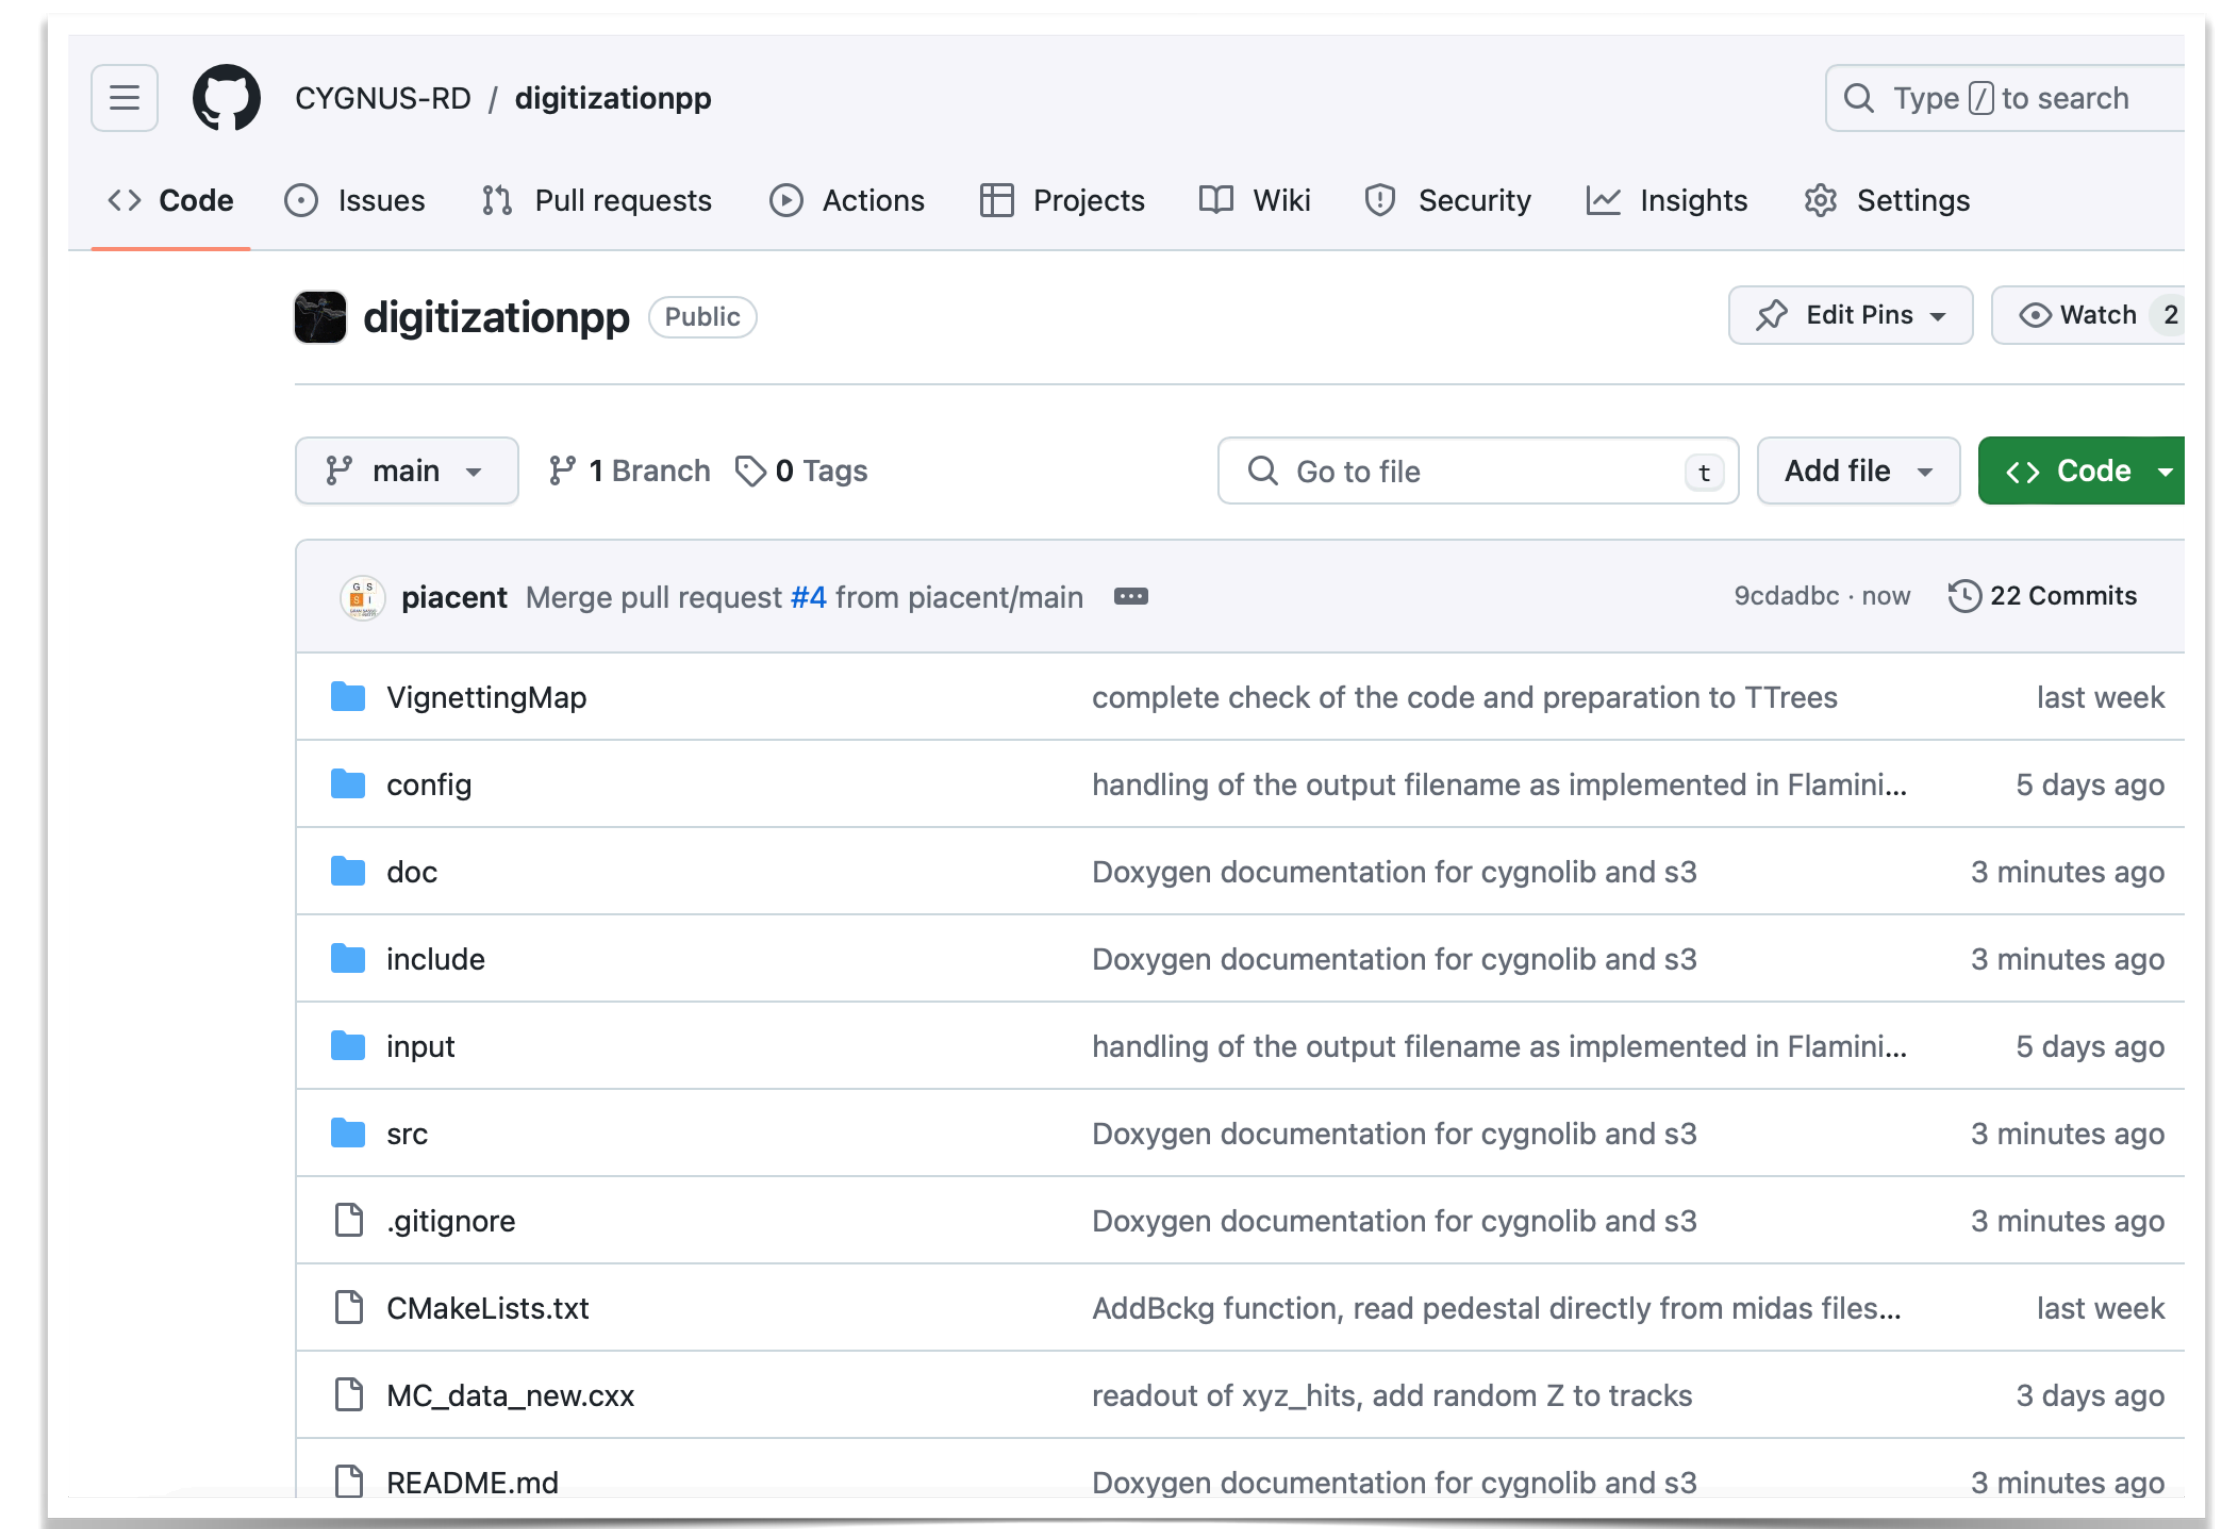 CYGNUS-RD / digitizationpp
Type / to search
Code Issues Pull requests Actions Projects Wiki Security Insights Settings
digitizationpp Public
Edit Pins Watch 2
main 1 Branch 0 Tags
Go to file t Add file Code
piacent Merge pull request #4 from piacent/main 9cdadbc · now 22 Commits
VignettingMap complete check of the code and preparation to TTrees last week
config handling of the output filename as implemented in Flamini... 5 days ago
doc Doxygen documentation for cygnolib and s3 3 minutes ago
include Doxygen documentation for cygnolib and s3 3 minutes ago
input handling of the output filename as implemented in Flamini... 5 days ago
src Doxygen documentation for cygnolib and s3 3 minutes ago
.gitignore Doxygen documentation for cygnolib and s3 3 minutes ago
CMakeLists.txt AddBckg function, read pedestal directly from midas files... last week
MC_data_new.cxx readout of xyz_hits, add random Z to tracks 3 days ago
README.md Doxygen documentation for cygnolib and s3 3 minutes ago